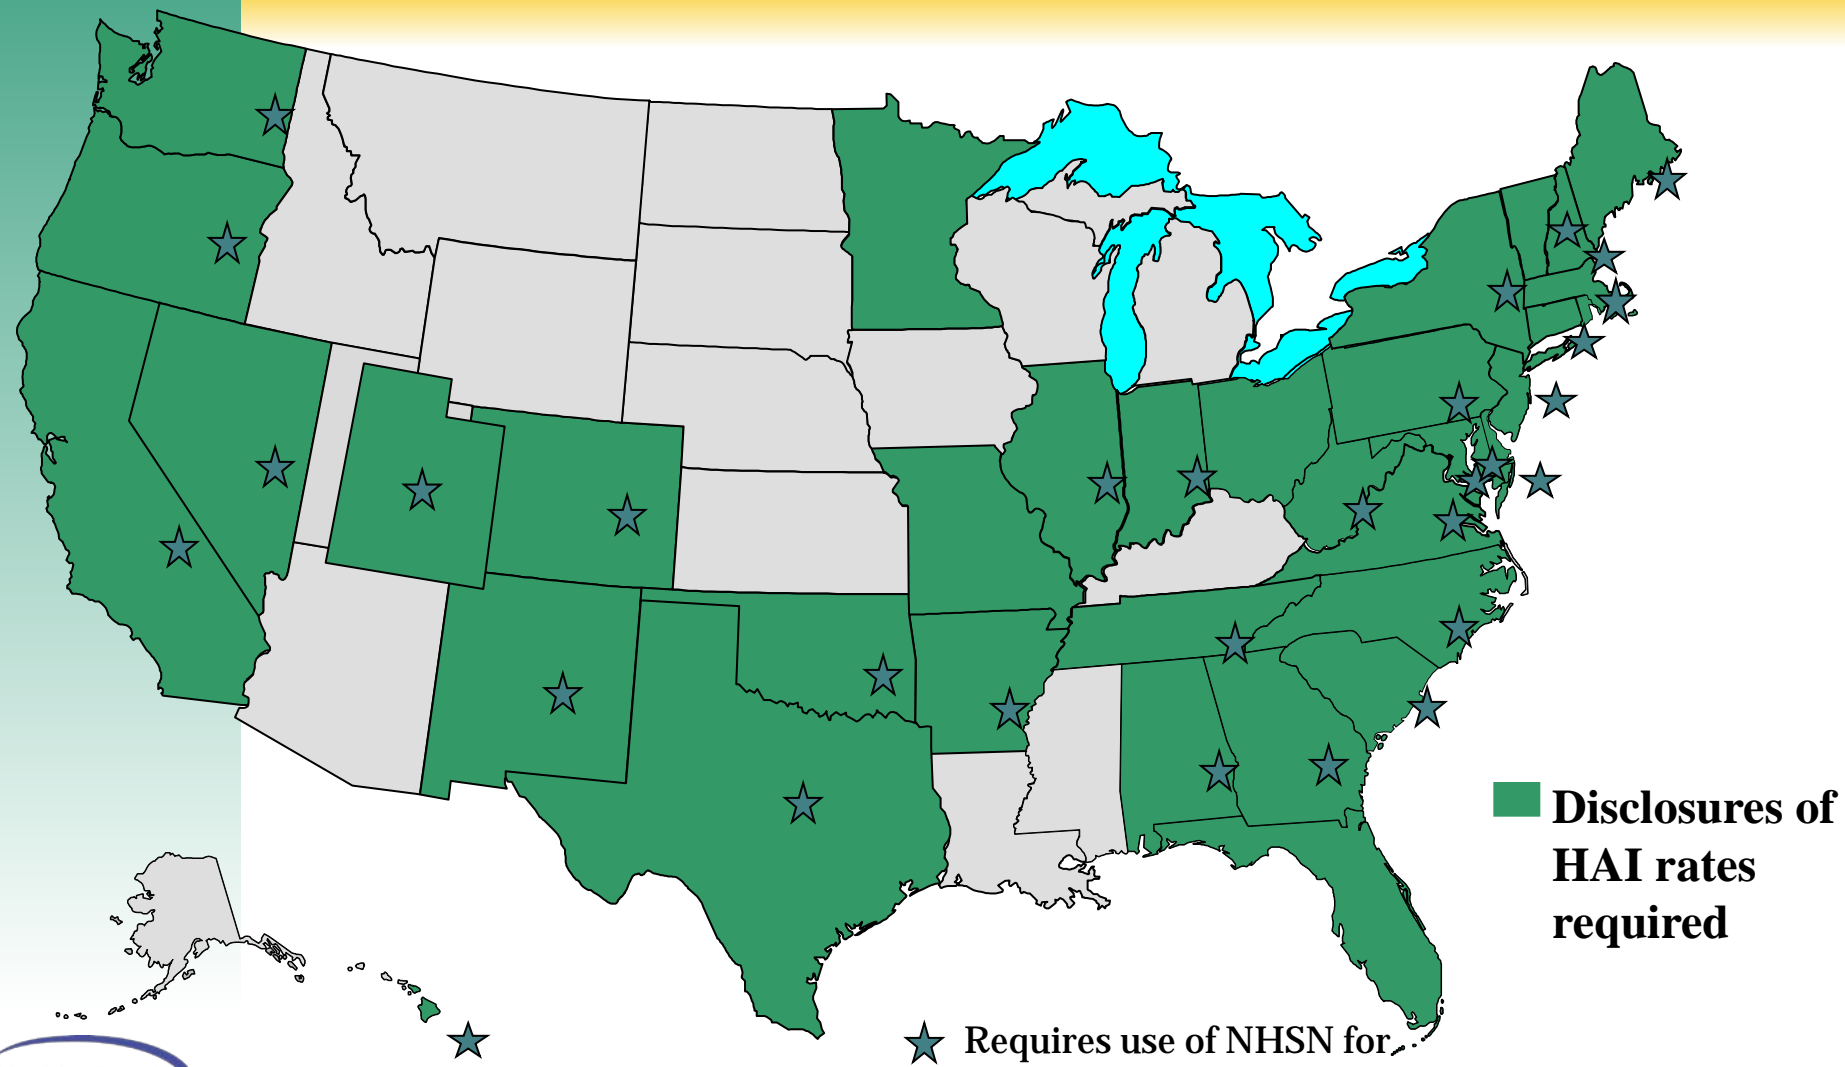 Disclosures of
HAI rates
required
Requires use of NHSN for